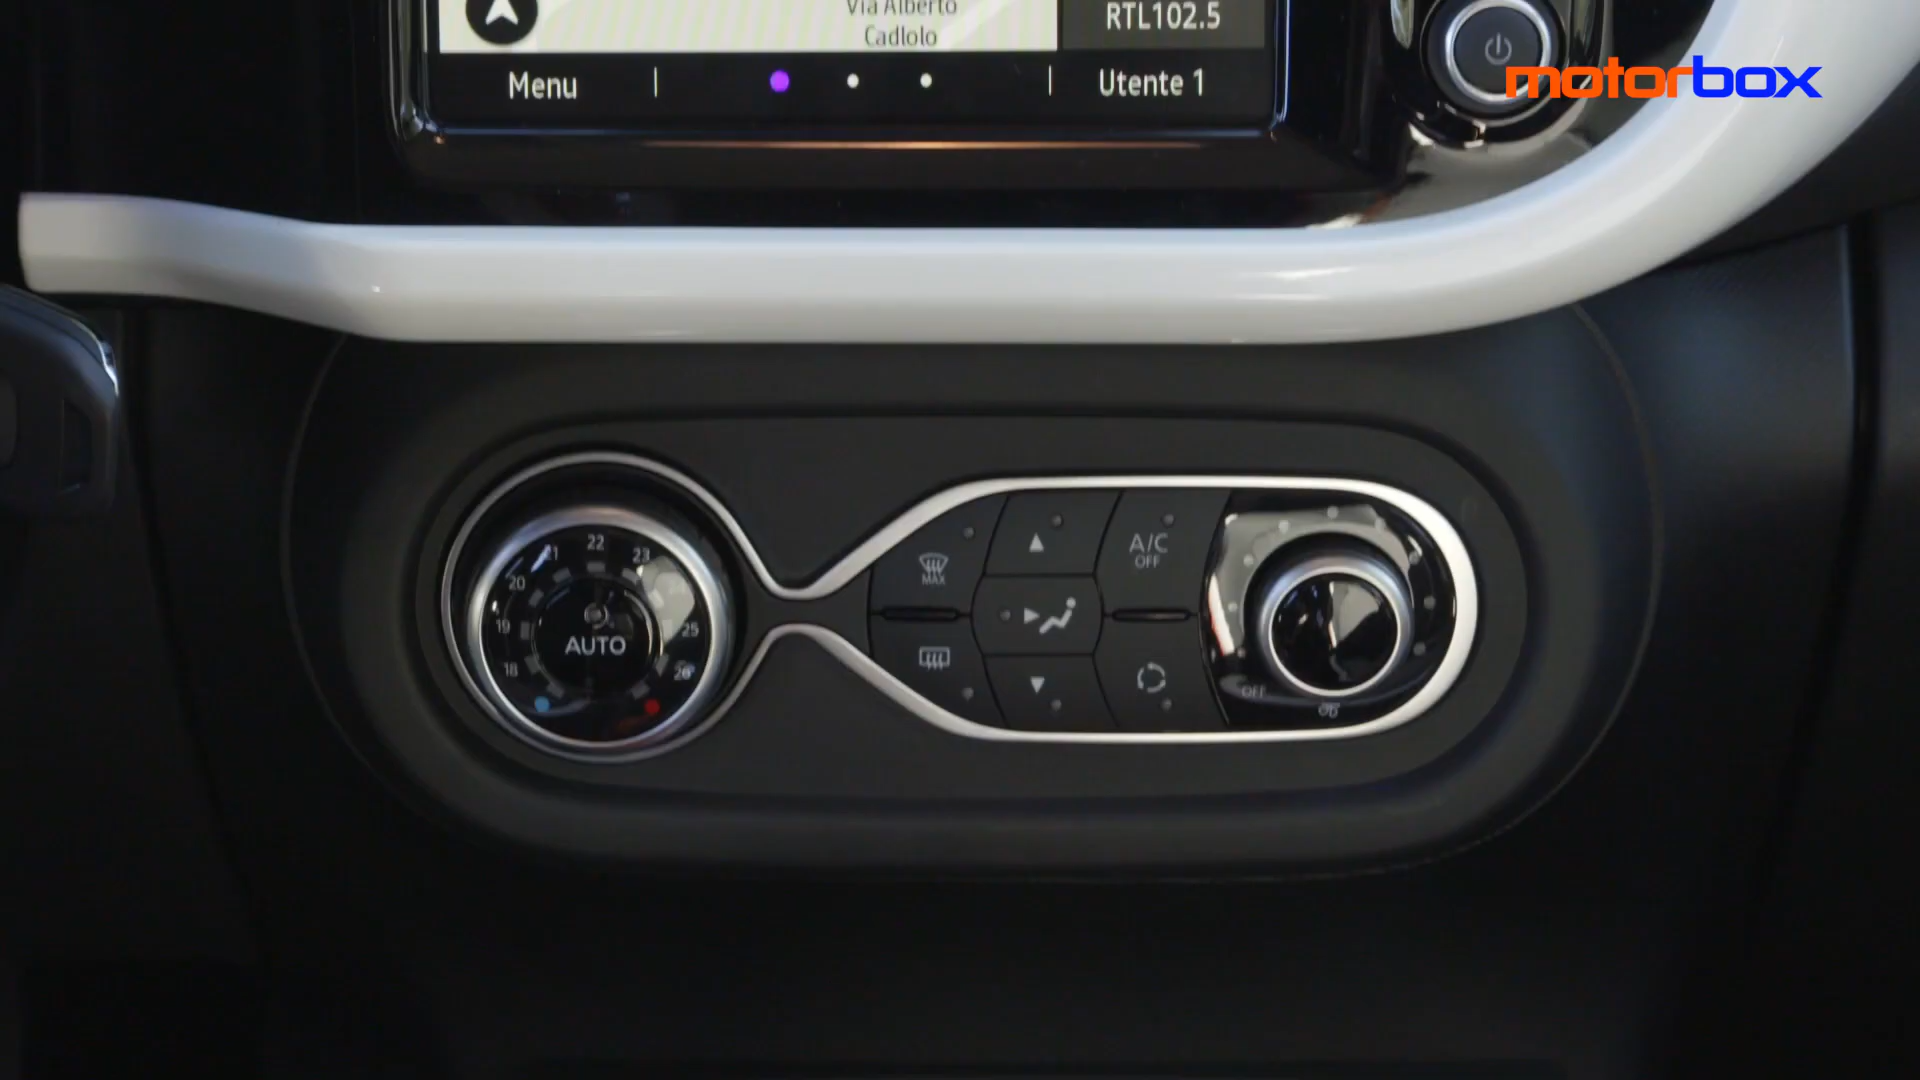 Via Alberto
Cadlolo
RTL102.5
Menu
Utente 1
motorbox
22
23
20
19
25
18
26
AUTO
MAX
A/C
OFF
OFF